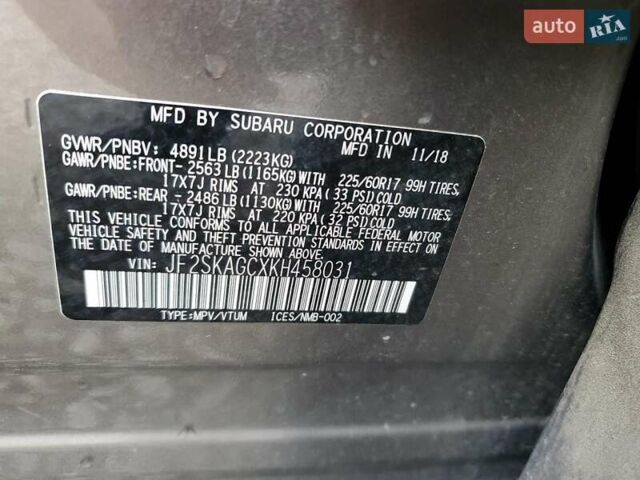 auto RIA .com
MFD BY SUBARU CORPORATION
GVWR/PNBV: 4891LB (2223KG) MFD IN 11/18
GAWR/PNBE:FRONT- 2563 LB (1165KG) WITH 225/60R17 99H TIRES,
17X7J RIMS AT 230 KPA ( 33 PSI) COLD
GAWR/PNBE:REAR - 2486 LB (1130KG) WITH 225/60R17 99H TIRES,
17X7J RIMS AT 220 KPA ( 32 PSI) COLD
THIS VEHICLE CONFORMS TO ALL APPLICABLE FEDERAL MOTOR
VEHICLE SAFETY AND THEFT PREVENTION STANDARDS IN EFFECT
ON THE DATE OF MANUFACTURE SHOWN ABOVE.
VIN: JF2SKAGCXKH458031
TYPE:MPV/VTUM ICES/NMB-002